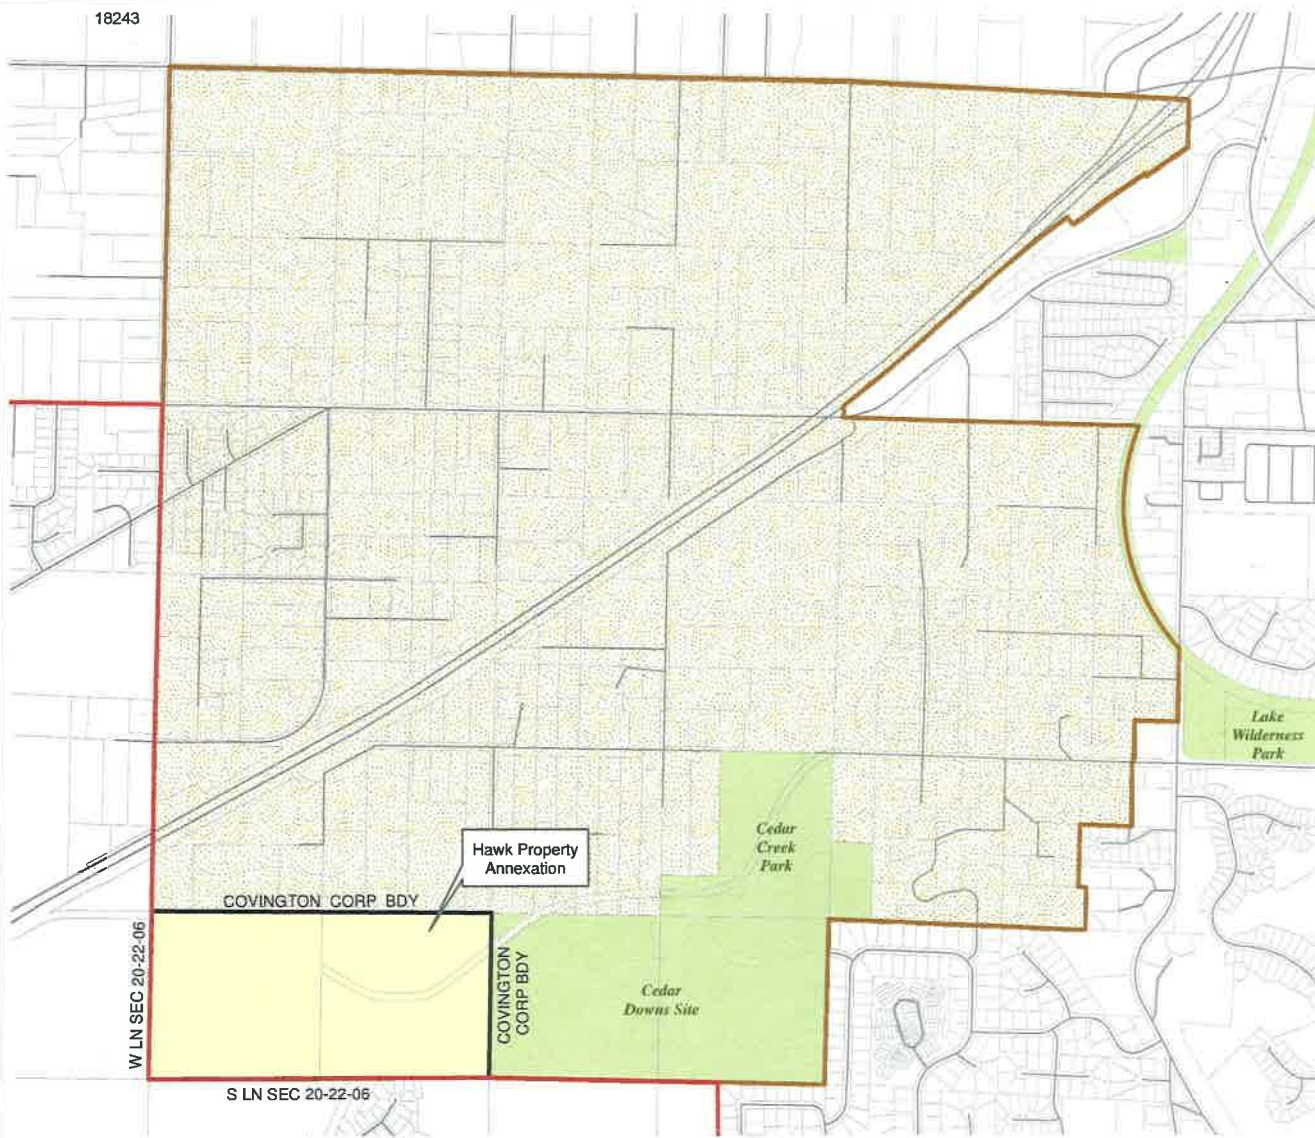 18243
Lake
Wilderness
Park
Cedar
Creek
Park
Hawk Property
Annexation
COVINGTON CORP BDY
W LN SEC 20-22-06
COVINGTON
CORP BDY
Cedar
Downs Site
S LN SEC 20-22-06